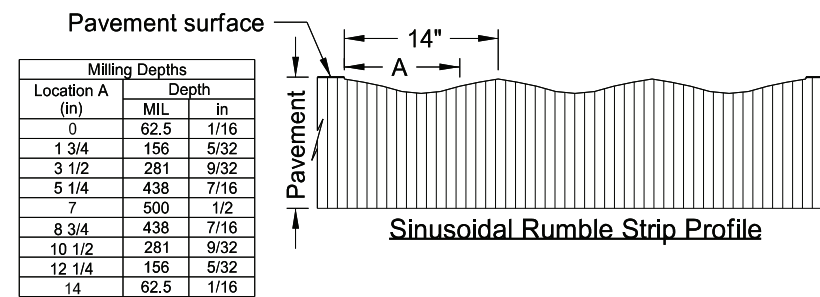 Pavement surface
14"
A
Milling Depths
Location A (in) Depth
MIL in
0 62.5 1/16
1 3/4 156 5/32
3 1/2 281 9/32
5 1/4 438 7/16
7 500 1/2
8 3/4 438 7/16
10 1/2 281 9/32
12 1/4 156 5/32
14 62.5 1/16
Pavement
Sinusoidal Rumble Strip Profile